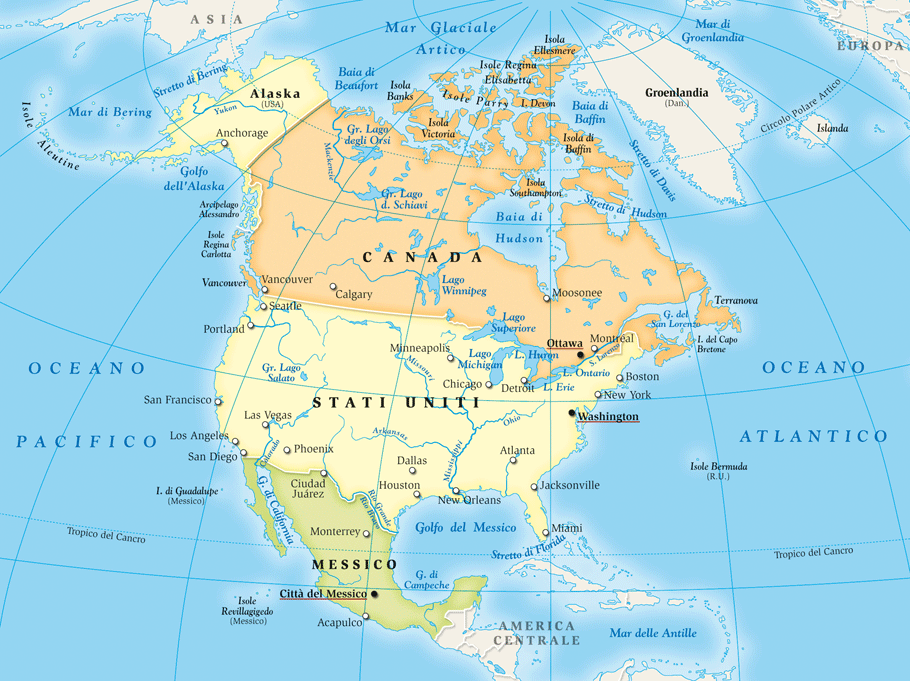 ASIA
Mar Glaciale
Artico
Mar di
Groenlandia
EUROPA
Isola
Ellesmere
Isole Regina
Elisabetta
Stretto di Bering
Baia di
Beaufort
Isola
Banks
Isole Parry
I. Devon
Baia di
Baffin
Groenlandia
(Dan.)
Circolo Polare Artico
Islanda
Alaska
(USA)
Yukon
Mar di Bering
Isole Aleutine
Anchorage
Isola
Victoria
Gr. Lago
degli Orsi
Mackenzie
Isola di
Baffin
Stretto di Davis
Golfo
dell'Alaska
Isola
Southampton
Gr. Lago
d. Schiavi
Stretto di Hudson
Arcipelago
Alessandro
Baia di
Hudson
Isole
Regina
Carlotta
CANADA
Vancouver
Vancouver
Calgary
Lago
Winnipeg
Moosonee
Terranova
Seattle
Portland
Lago
Superiore
G. del
San Lorenzo
Ottawa
Montréal
S. Lorenzo
I. del Capo
Bretone
Minneapolis
Missouri
Lago
Michigan
L. Huron
L. Ontario
L. Erie
OCEANO
PACIFICO
OCEANO
ATLANTICO
Gr. Lago
Salato
Chicago
Detroit
Boston
New York
San Francisco
STATI UNITI
Washington
Las Vegas
Ohio
Arkansas
Los Angeles
Colorado
Phoenix
Mississippi
Atlanta
San Diego
Dallas
Isole Bermuda
(R.U.)
Ciudad
Juárez
Houston
New Orleans
Jacksonville
I. di Guadalupe
(Messico)
G. di California
Rio Grande
Rio Bravo
Monterrey
Golfo del Messico
Miami
Stretto di Florida
Tropico del Cancro
Tropico del Cancro
MESSICO
G. di
Campeche
Città del Messico
Isole
Revillagigedo
(Messico)
Acapulco
AMERICA
CENTRALE
Mar delle Antille